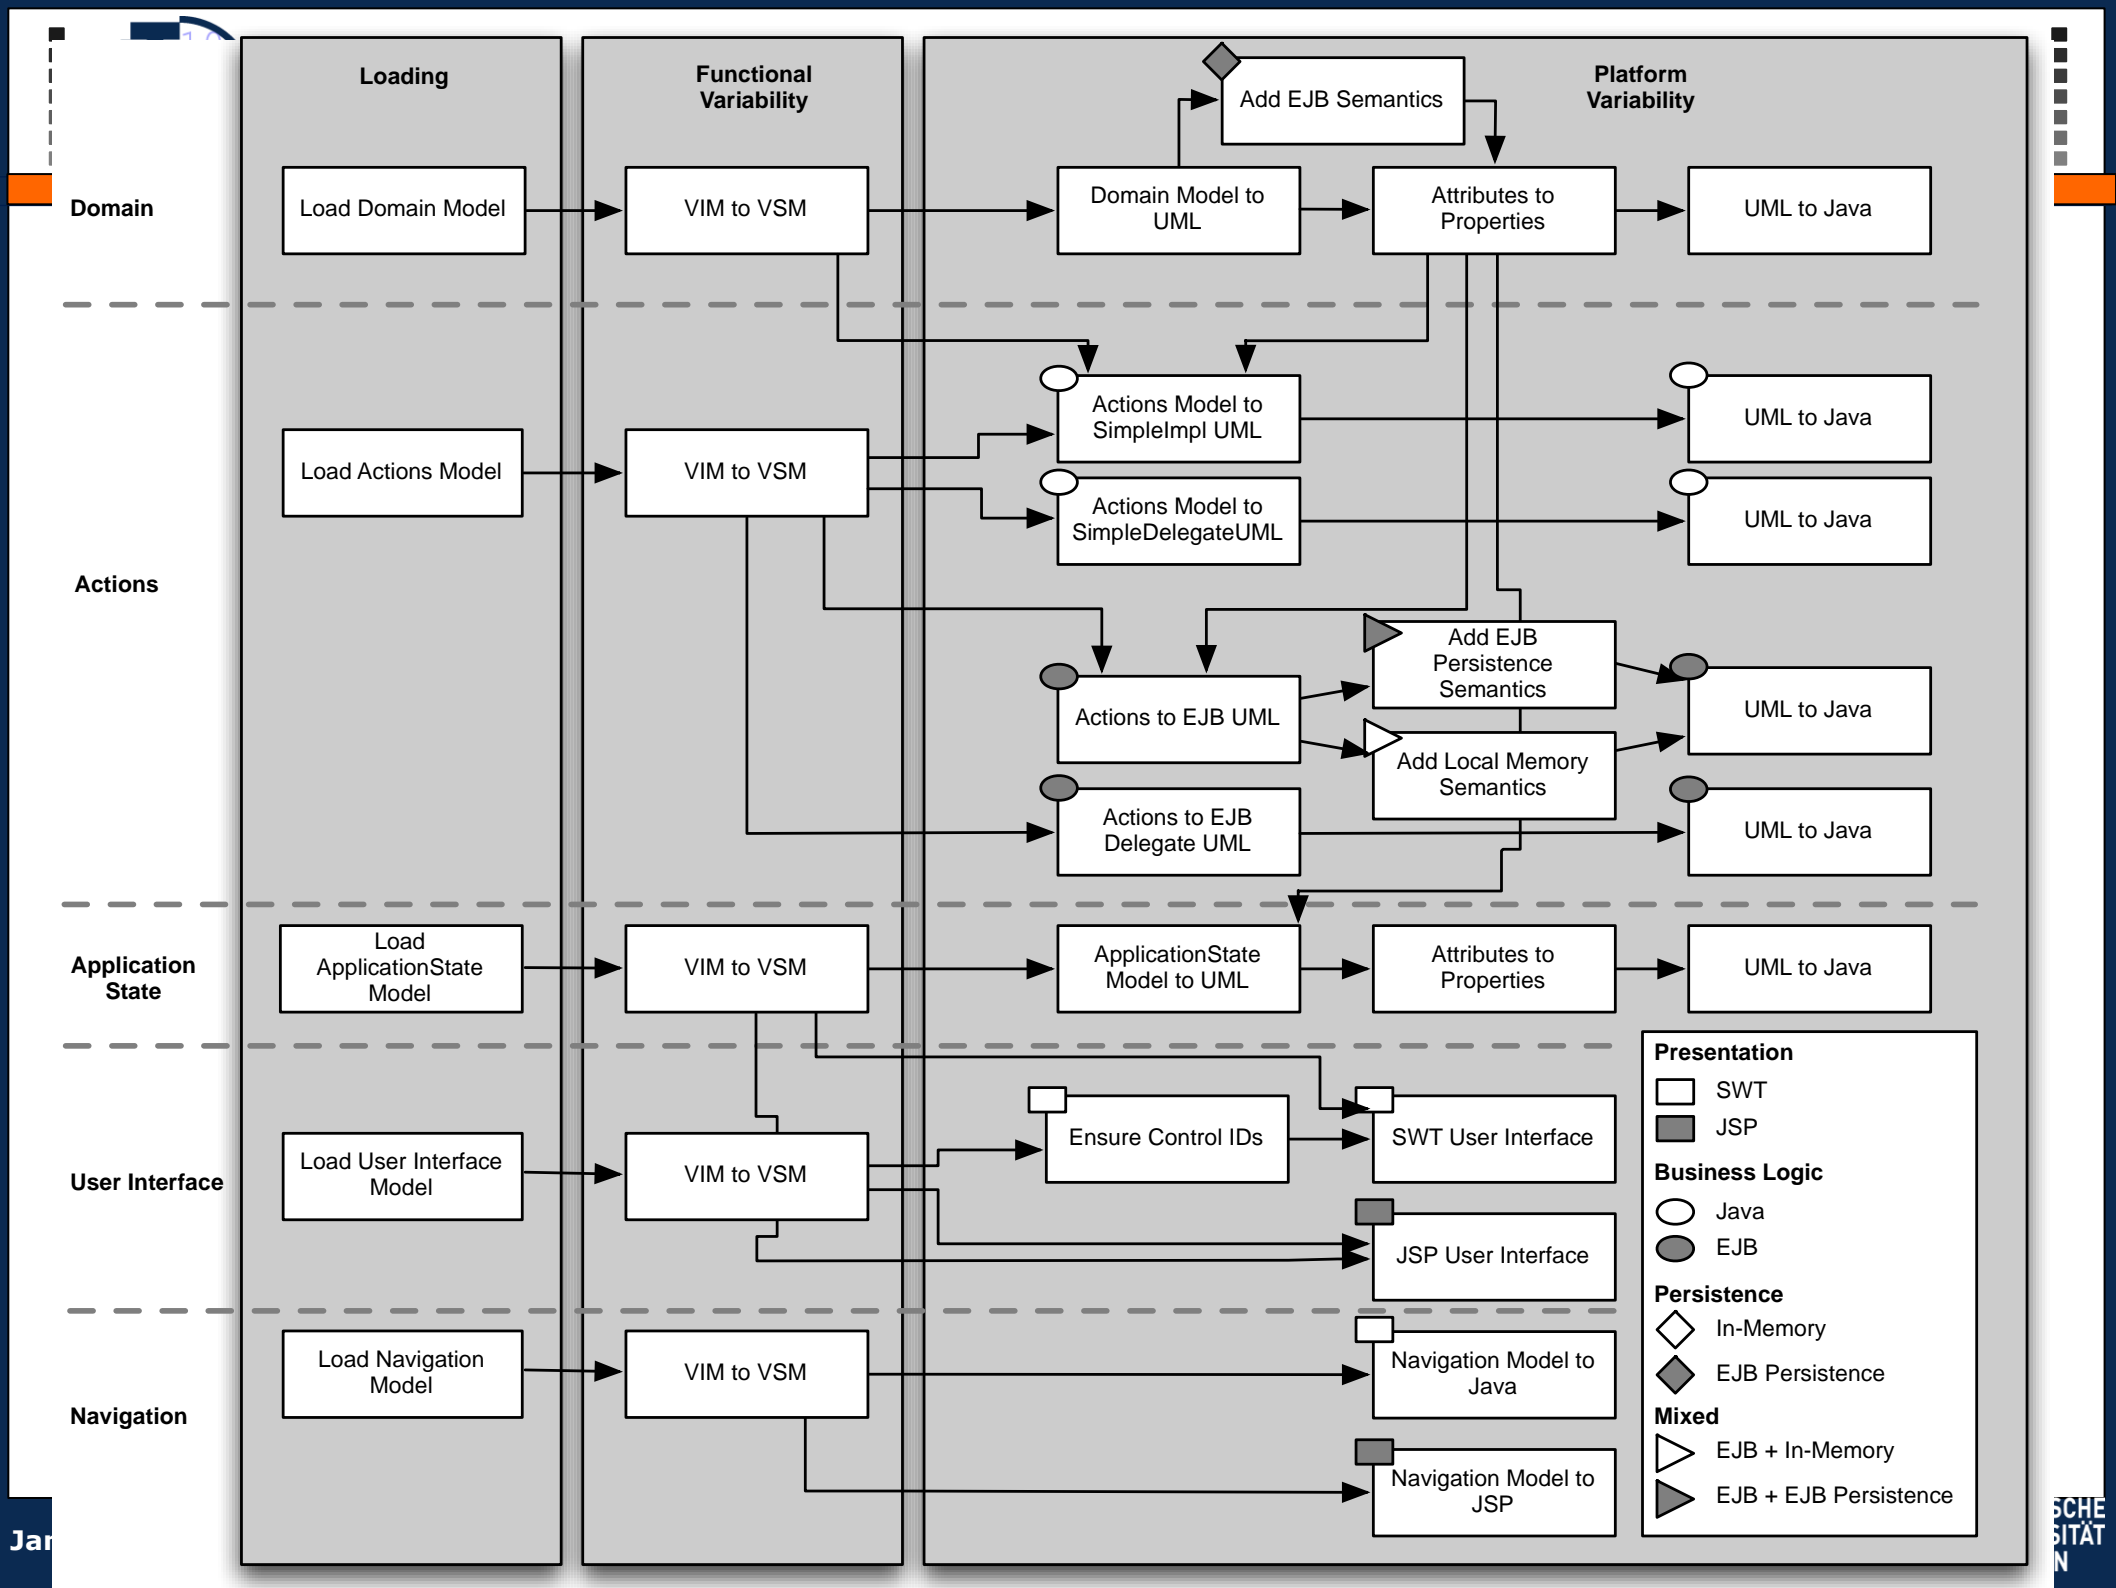 Loading
Functional
Variability
Platform
Variability
Add EJB Semantics
Domain
Load Domain Model
VIM to VSM
Domain Model to
UML
Attributes to
Properties
UML to Java
Actions
Load Actions Model
VIM to VSM
Actions Model to
SimpleImpl UML
UML to Java
Actions Model to
SimpleDelegateUML
UML to Java
Actions to EJB UML
Add EJB
Persistence
Semantics
Add Local Memory
Semantics
UML to Java
Actions to EJB
Delegate UML
UML to Java
Application
State
Load
ApplicationState
Model
VIM to VSM
ApplicationState
Model to UML
Attributes to
Properties
UML to Java
User Interface
Load User Interface
Model
VIM to VSM
Ensure Control IDs
SWT User Interface
JSP User Interface
Navigation
Load Navigation
Model
VIM to VSM
Navigation Model to
Java
Navigation Model to
JSP
Presentation
SWT
JSP
Business Logic
Java
EJB
Persistence
In-Memory
EJB Persistence
Mixed
EJB + In-Memory
EJB + EJB Persistence